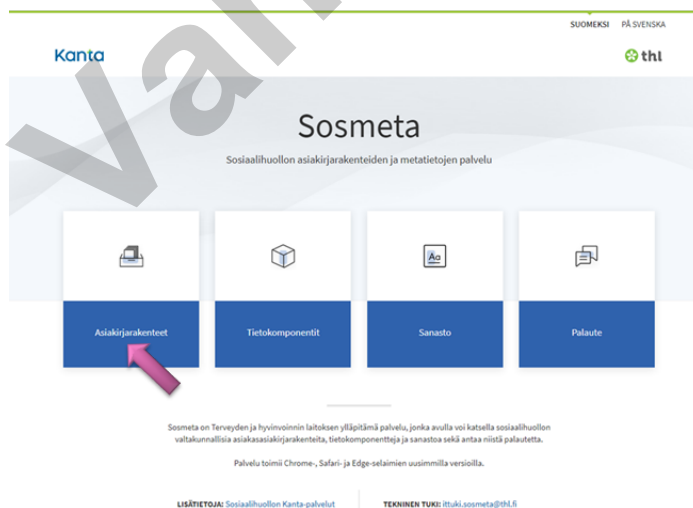 SUOMEKSI PÅ SVENSKA
Kanta
thl
Sosmeta
Sosiaalihuollon asiakirjarakenteiden ja metatietojen palvelu
Aa
Asiakirjarakenteet
Tietokomponentit
Sanasto
Palaute
Sosmeta on Terveyden ja hyvinvoinnin laitoksen ylläpitämä palvelu, jonka avulla voi katsella sosiaalihuollon
valtakunnallisia asiakasasiakirjarakenteita, tietokomponentteja ja sanastoa sekä antaa niistä palautetta.
Palvelu toimii Chrome-, Safari- ja Edge-selaimien uusimmilla versioilla.
LISÄTIETOJA: Sosiaalihuollon Kanta-palvelut
TEKNINEN TUKI: ittuki.sosmeta@thl.fi